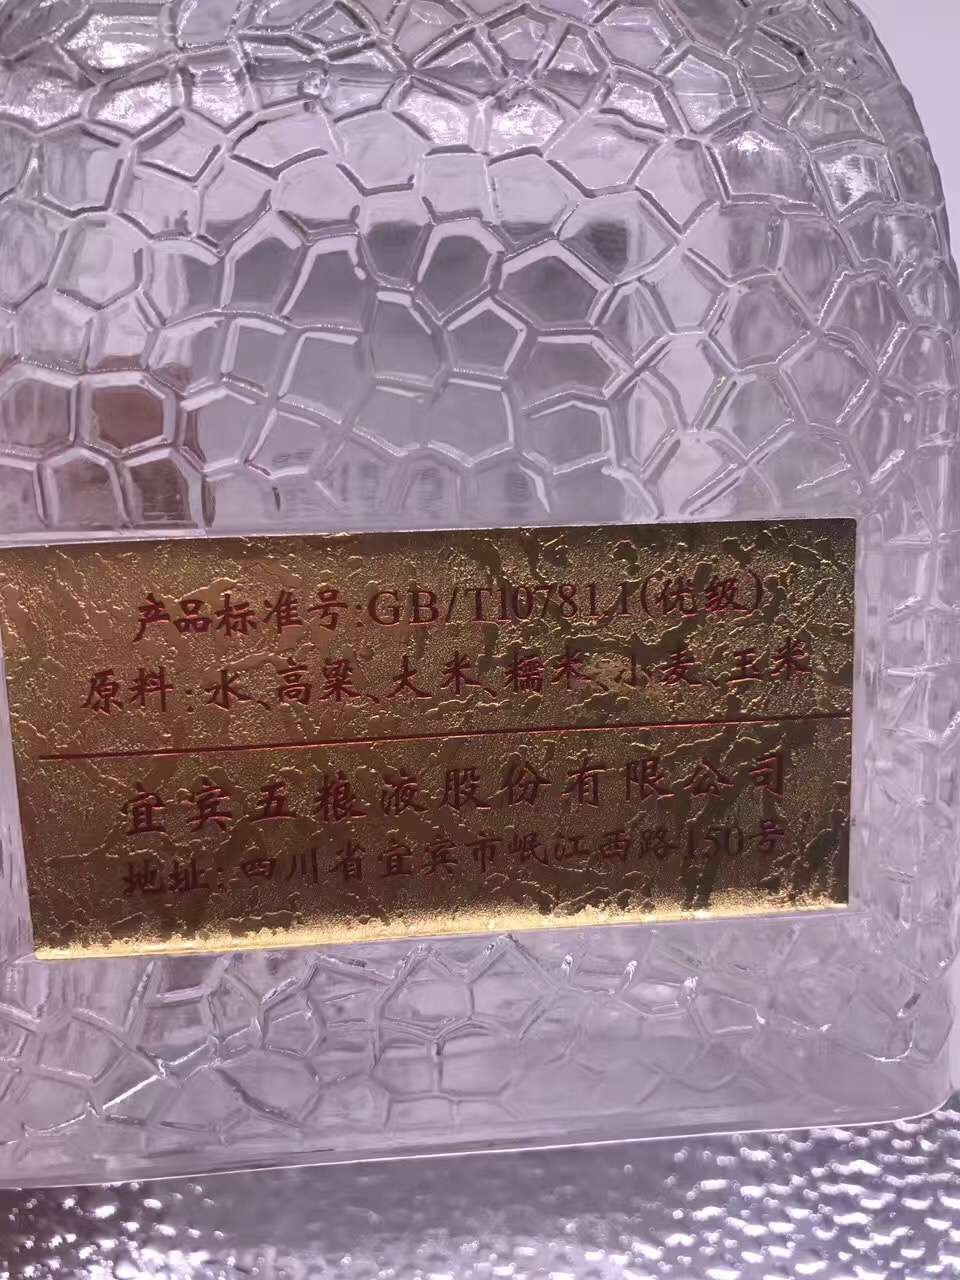 产品标准号:GB/T10781.1(优级)
原料:水、高粱、大米、糯米、小麦、玉米
宜宾五粮液股份有限公司
地址:四川省宜宾市岷江西路150号